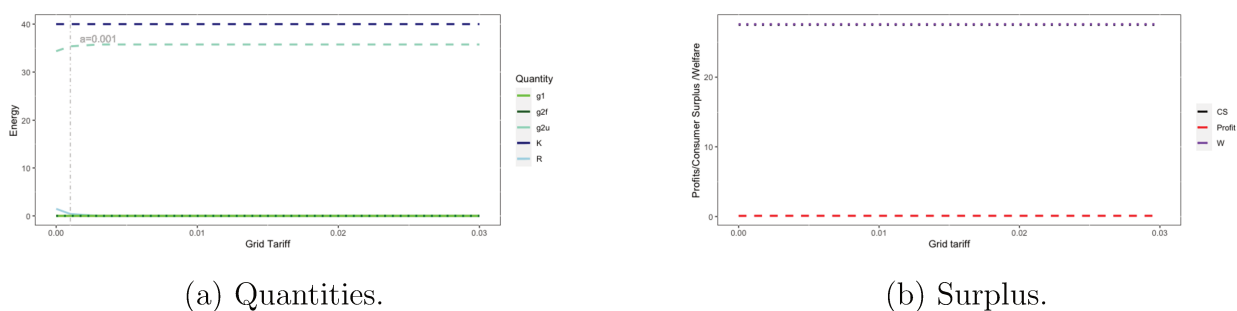 40
30
20
10
0
Energy
a=0.001
0.00
0.01
0.02
0.03
Grid Tariff
Quantity
g1
g2f
g2u
K
R
(a) Quantities.
20
10
0
Profits/Consumer Surplus /Welfare
0.00
0.01
0.02
0.03
Grid tariff
CS
Profit
W
(b) Surplus.